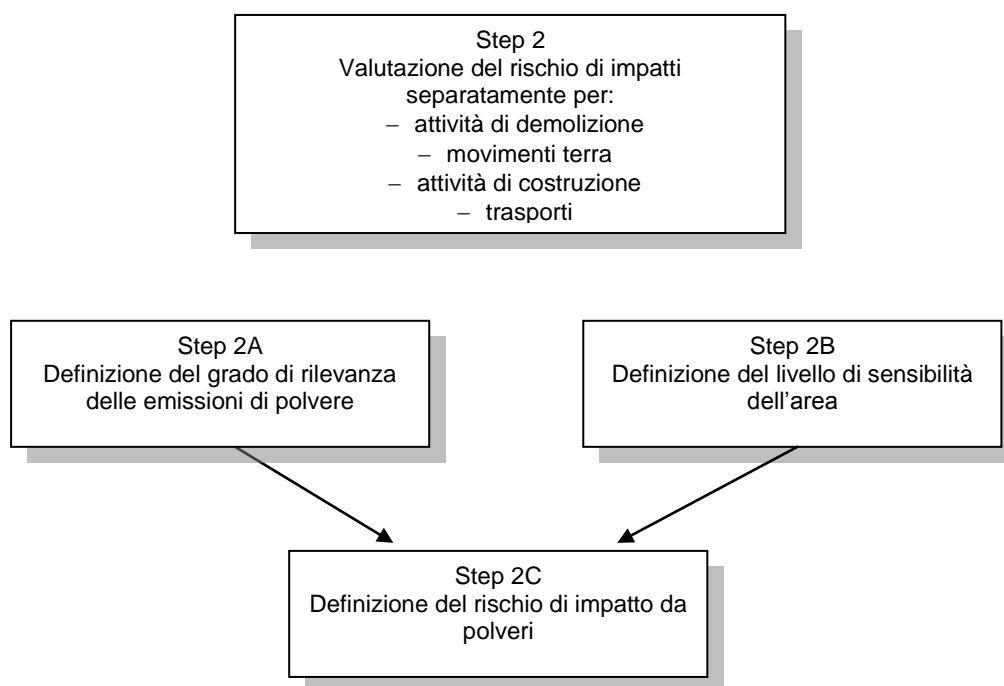 Step 2
Valutazione del rischio di impatti
separatamente per:
– attività di demolizione
– movimenti terra
– attività di costruzione
– trasporti
Step 2A
Definizione del grado di rilevanza
delle emissioni di polvere
Step 2B
Definizione del livello di sensibilità
dell'area
Step 2C
Definizione del rischio di impatto da
polveri